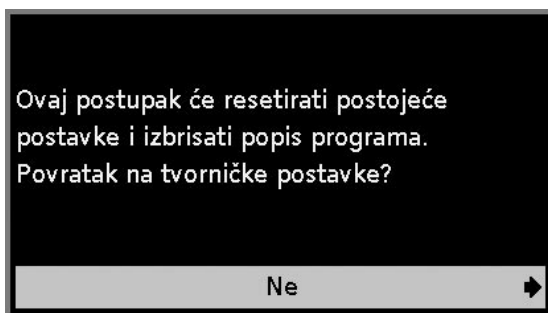 Ovaj postupak će resetirati postojeće
postavke i izbrisati popis programa.
Povratak na tvorničke postavke?
Ne